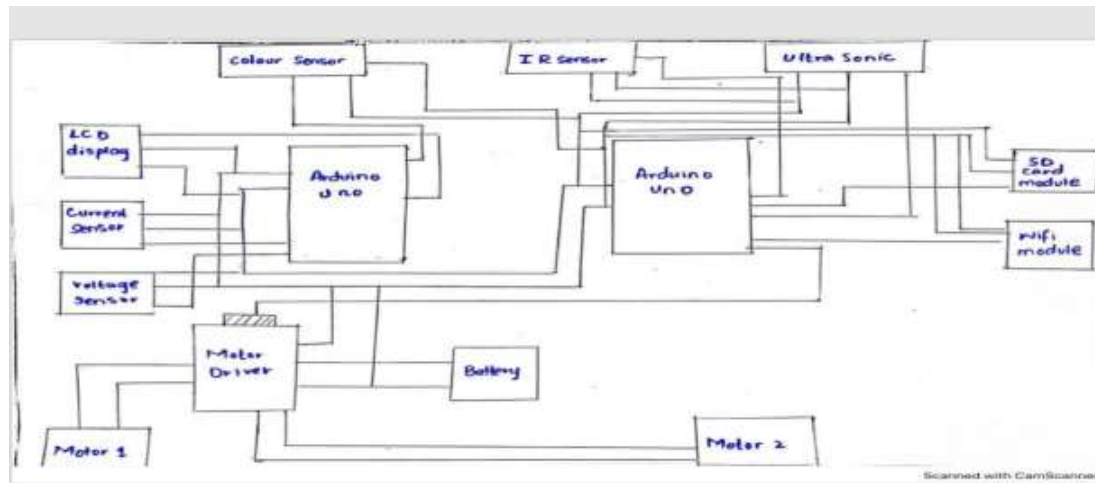 Colour Sensor
IR Sensor
Ultra Sonic
LCD
display
Arduino
Uno
Arduino
UNO
SD
card
module
Current
Sensor
Wifi
module
Voltage
Sensor
Motor
Driver
Battery
Motor 1
Motor 2
Scanned with CamScanner